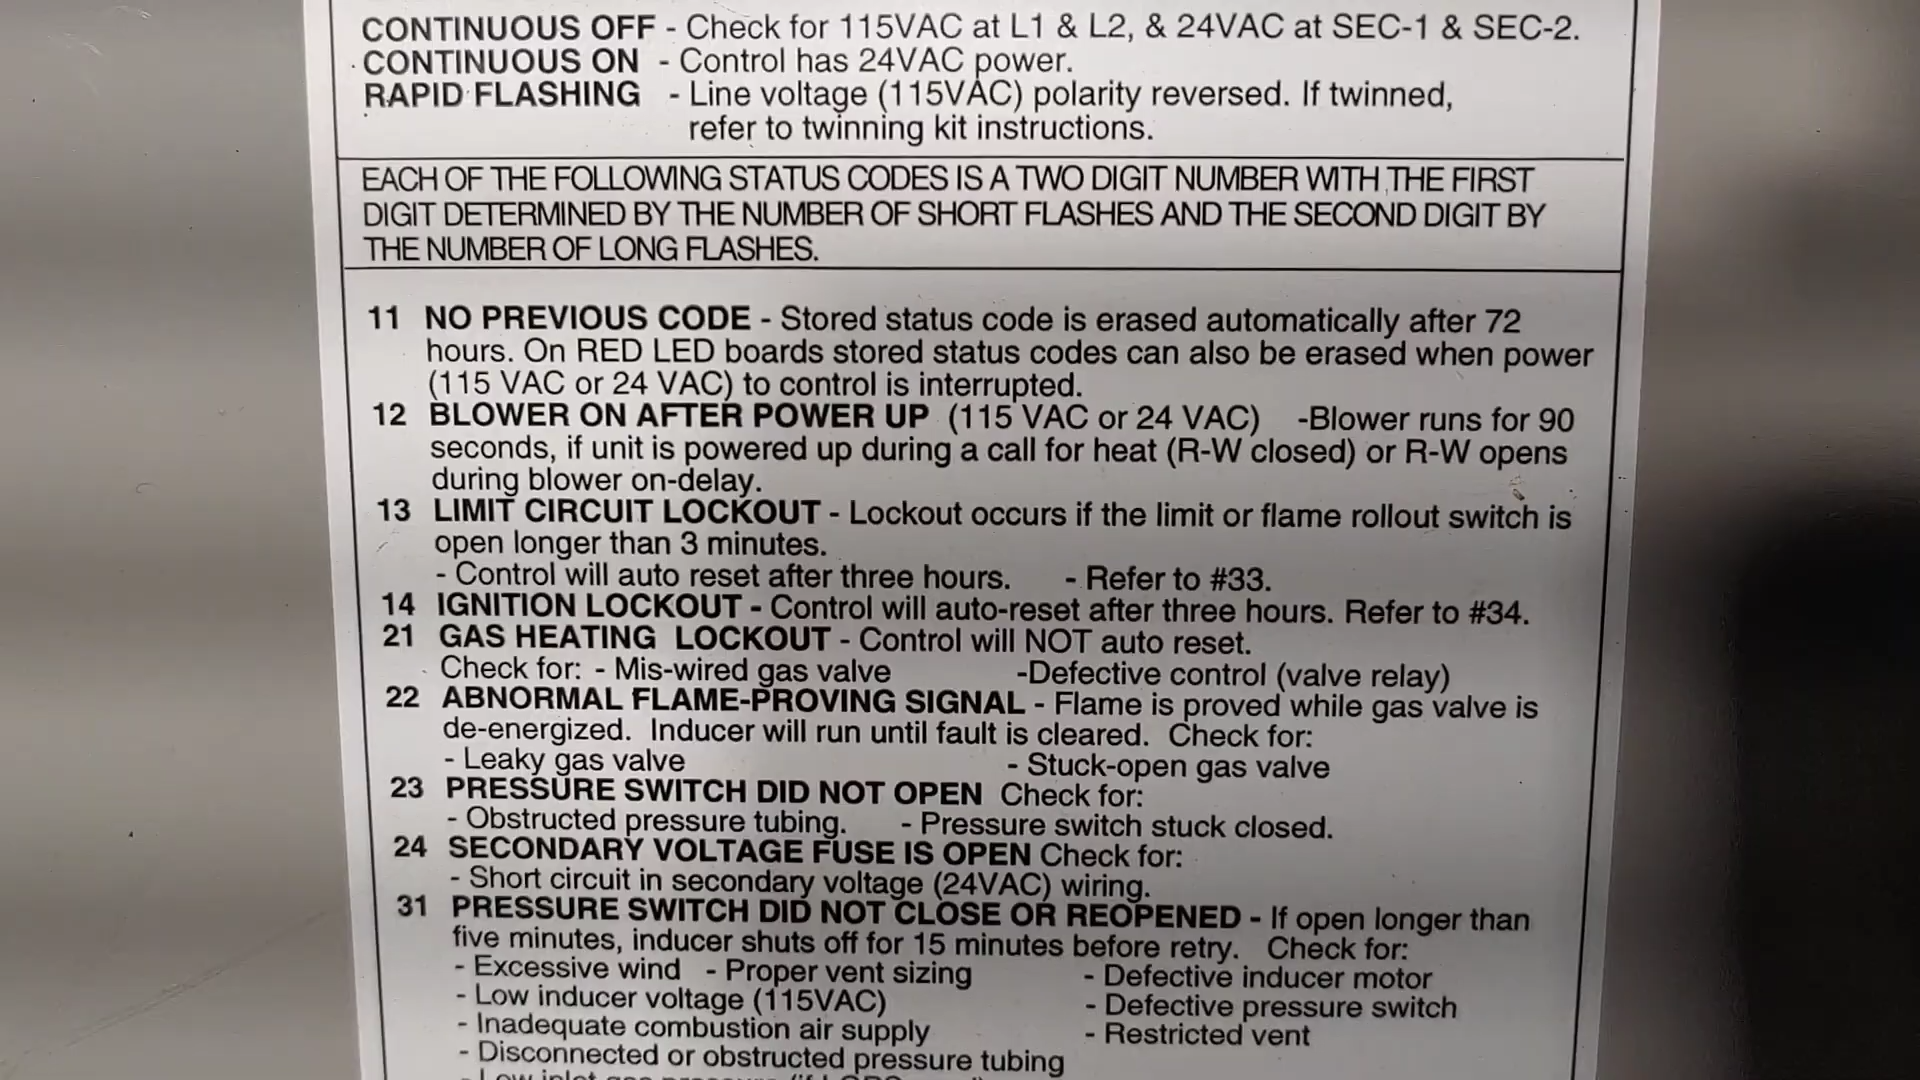 CONTINUOUS OFF - Check for 115VAC at L1 & L2, & 24VAC at SEC-1 & SEC-2.
CONTINUOUS ON - Control has 24VAC power.
RAPID FLASHING - Line voltage (115VAC) polarity reversed. If twinned,
refer to twinning kit instructions.
EACH OF THE FOLLOWING STATUS CODES IS A TWO DIGIT NUMBER WITH THE FIRST
DIGIT DETERMINED BY THE NUMBER OF SHORT FLASHES AND THE SECOND DIGIT BY
THE NUMBER OF LONG FLASHES.
11 NO PREVIOUS CODE - Stored status code is erased automatically after 72
hours. On RED LED boards stored status codes can also be erased when power
(115 VAC or 24 VAC) to control is interrupted.
12 BLOWER ON AFTER POWER UP (115 VAC or 24 VAC) -Blower runs for 90
seconds, if unit is powered up during a call for heat (R-W closed) or R-W opens
during blower on-delay.
13 LIMIT CIRCUIT LOCKOUT - Lockout occurs if the limit or flame rollout switch is
open longer than 3 minutes.
- Control will auto reset after three hours. - Refer to #33.
14 IGNITION LOCKOUT - Control will auto-reset after three hours. Refer to #34.
21 GAS HEATING LOCKOUT - Control will NOT auto reset.
Check for: - Mis-wired gas valve -Defective control (valve relay)
22 ABNORMAL FLAME-PROVING SIGNAL - Flame is proved while gas valve is
de-energized. Inducer will run until fault is cleared. Check for:
- Leaky gas valve - Stuck-open gas valve
23 PRESSURE SWITCH DID NOT OPEN Check for:
- Obstructed pressure tubing. - Pressure switch stuck closed.
24 SECONDARY VOLTAGE FUSE IS OPEN Check for:
- Short circuit in secondary voltage (24VAC) wiring.
31 PRESSURE SWITCH DID NOT CLOSE OR REOPENED - If open longer than
five minutes, inducer shuts off for 15 minutes before retry. Check for:
- Excessive wind - Proper vent sizing - Defective inducer motor
- Low inducer voltage (115VAC) - Defective pressure switch
- Inadequate combustion air supply - Restricted vent
- Disconnected or obstructed pressure tubing